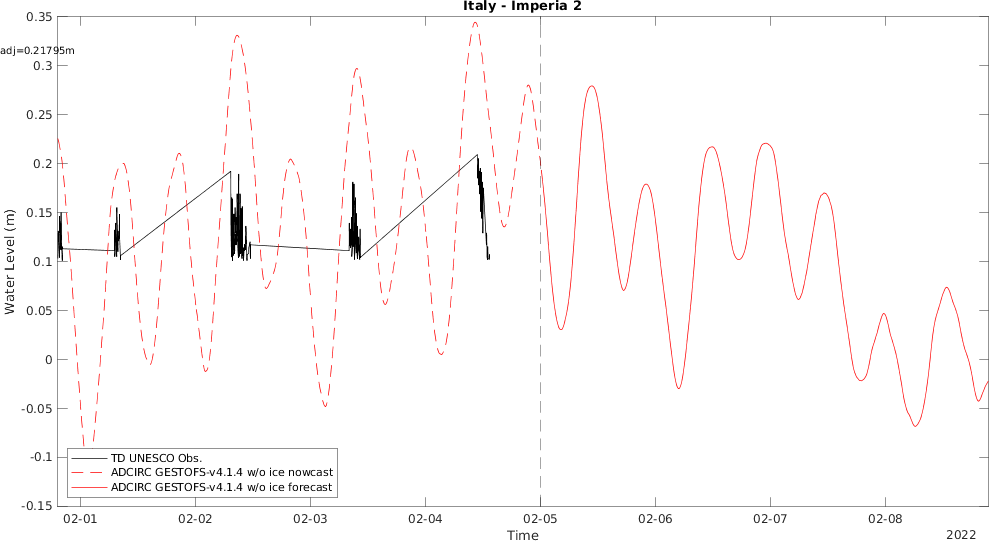 Italy - Imperia 2
adj=0.21795m
0.35
0.3
0.25
0.2
0.15
0.1
0.05
0
-0.05
-0.1
-0.15
Water Level (m)
TD UNESCO Obs.
ADCIRC GESTOFS-v4.1.4 w/o ice nowcast
ADCIRC GESTOFS-v4.1.4 w/o ice forecast
02-01 02-02 02-03 02-04 02-05 02-06 02-07 02-08
Time
2022